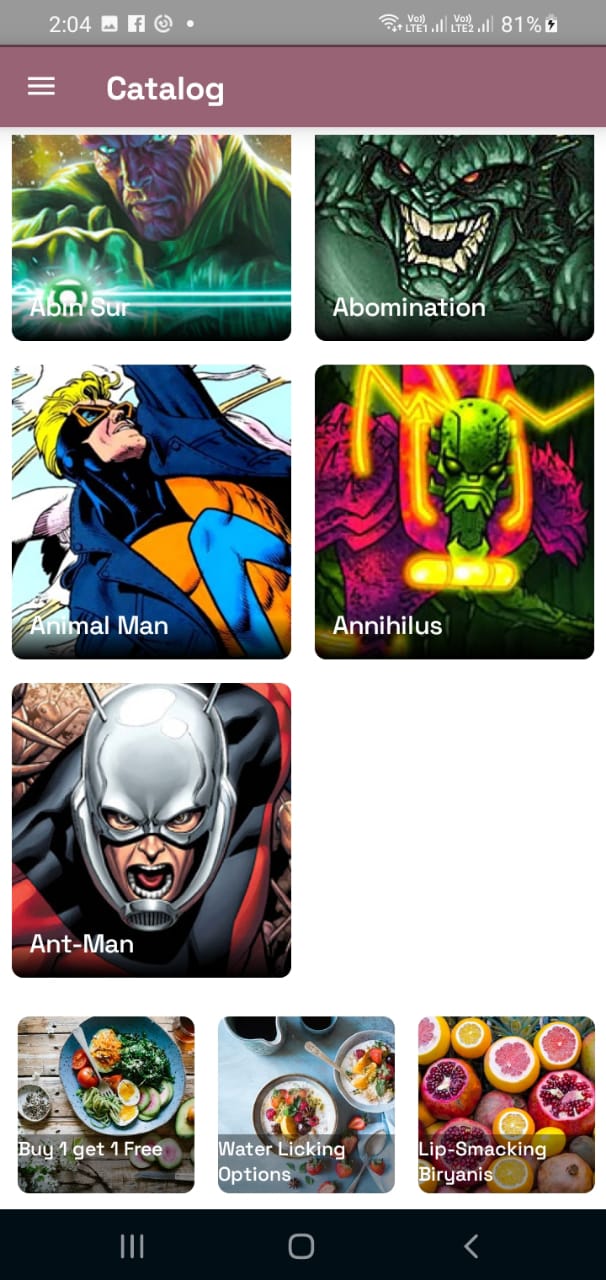 2:04
Vo)) LTE1 Vo)) LTE2 81%
Catalog
Abin Sur
Abomination
Animal Man
Annihilus
Ant-Man
Buy 1 get 1 Free
Water Licking
Options
Lip-Smacking
Biryanis